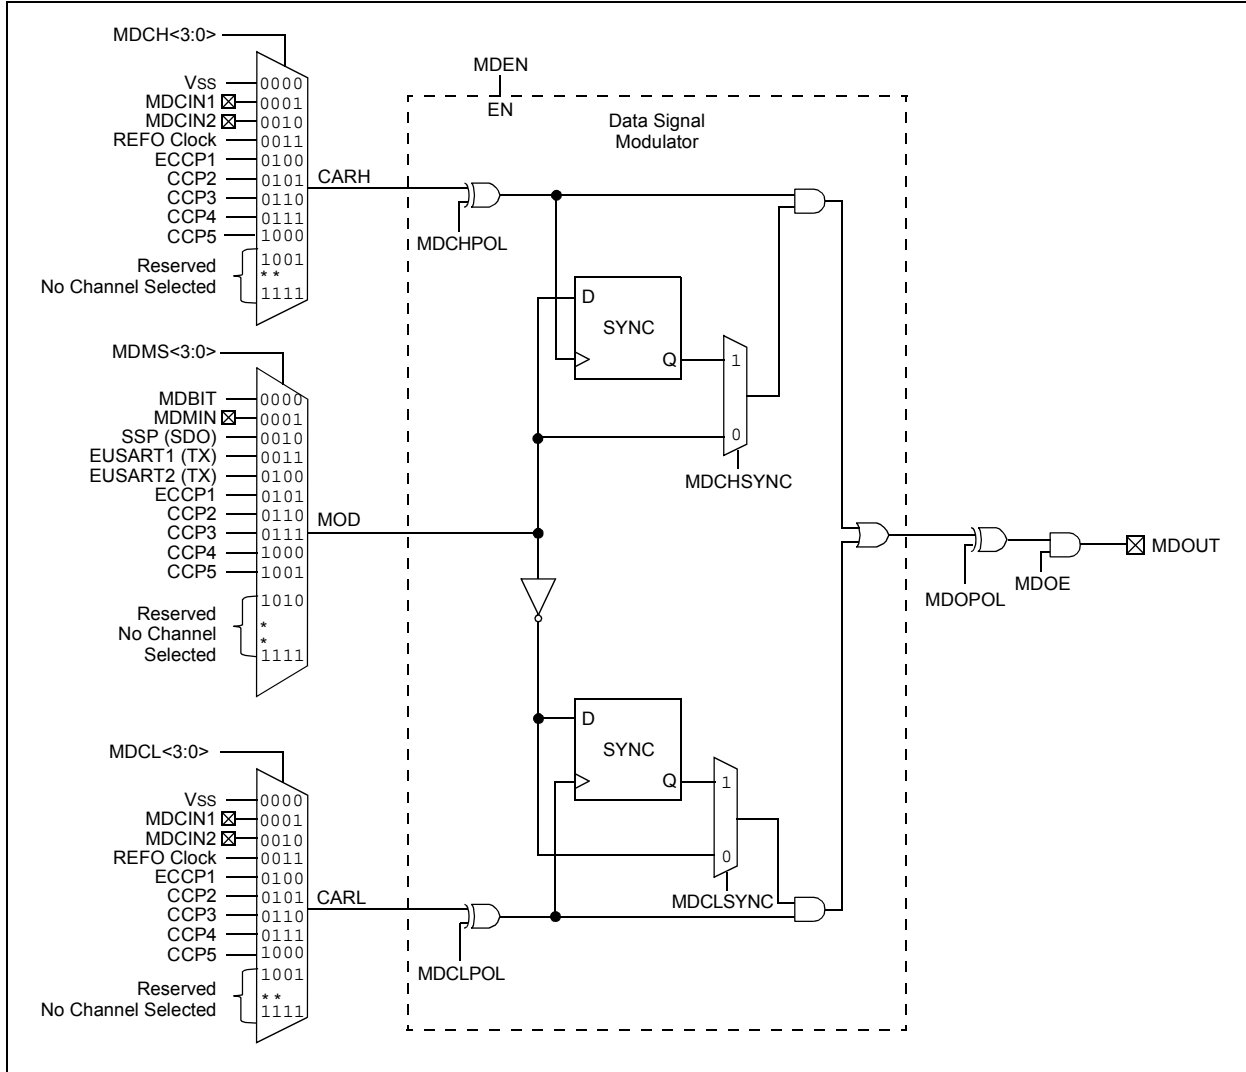 MDCH<3:0>
VSS 0000
MDCIN1 0001
MDCIN2 0010
REFO Clock 0011
ECCP1 0100
CCP2 0101
CCP3 0110
CCP4 0111
CCP5 1000
Reserved
No Channel Selected
1001
* *
1111
CARH
MDMS<3:0>
MDBIT 0000
MDMIN 0001
SSP (SDO) 0010
EUSART1 (TX) 0011
EUSART2 (TX) 0100
ECCP1 0101
CCP2 0110
CCP3 0111
CCP4 1000
CCP5 1001
Reserved
No Channel
Selected
1010
*
*
1111
MOD
MDCL<3:0>
VSS 0000
MDCIN1 0001
MDCIN2 0010
REFO Clock 0011
ECCP1 0100
CCP2 0101
CCP3 0110
CCP4 0111
CCP5 1000
Reserved
No Channel Selected
1001
* *
1111
CARL
MDEN
EN
Data Signal
Modulator
MDCHPOL
D
SYNC
Q
1
0
MDCHSYNC
D
SYNC
Q
1
0
MDCLSYNC
MDCLPOL
MDOPOL
MDOE
MDOUT